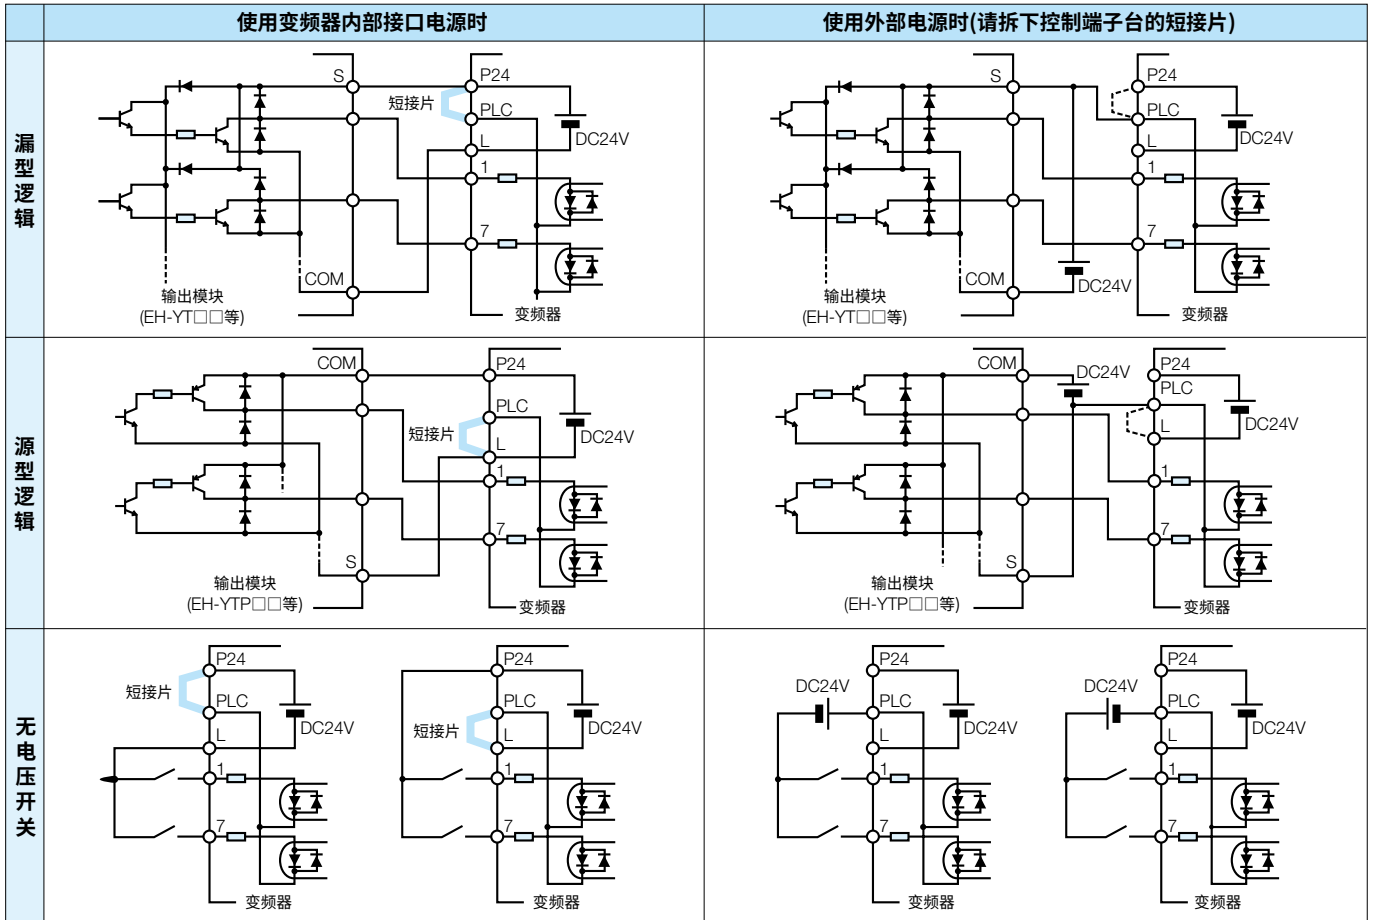 使用变频器内部接口电源时
使用外部电源时(请拆下控制端子台的短接片)
漏型逻辑
S
P24
短接片
PLC
DC24V
L
1
7
COM
输出模块
(EH-YT□□等)
变频器
S
P24
PLC
DC24V
L
1
7
COM
DC24V
输出模块
(EH-YT□□等)
变频器
源型逻辑
COM
P24
PLC
短接片
DC24V
L
1
7
S
输出模块
(EH-YTP□□等)
变频器
COM
DC24V
P24
PLC
DC24V
L
1
7
S
输出模块
(EH-YTP□□等)
变频器
无电压开关
P24
短接片
PLC
DC24V
L
1
7
变频器
P24
PLC
短接片
DC24V
L
1
7
变频器
P24
DC24V
PLC
DC24V
L
1
7
变频器
P24
DC24V
PLC
DC24V
L
1
7
变频器